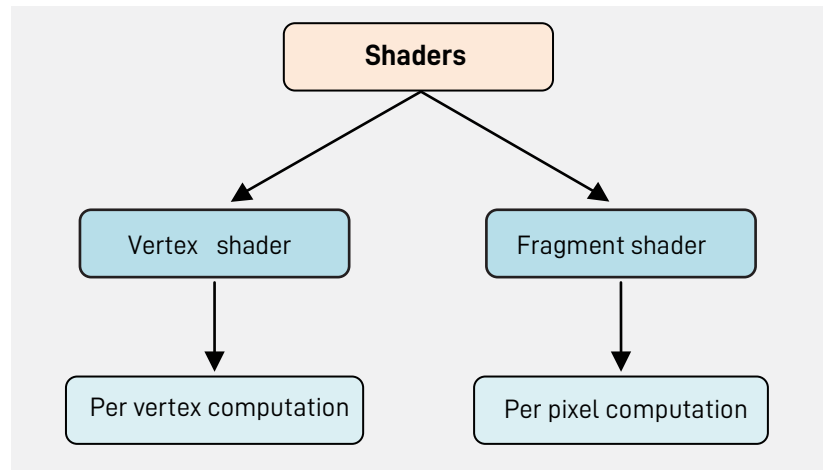 Shaders
Vertex shader
Fragment shader
Per vertex computation
Per pixel computation